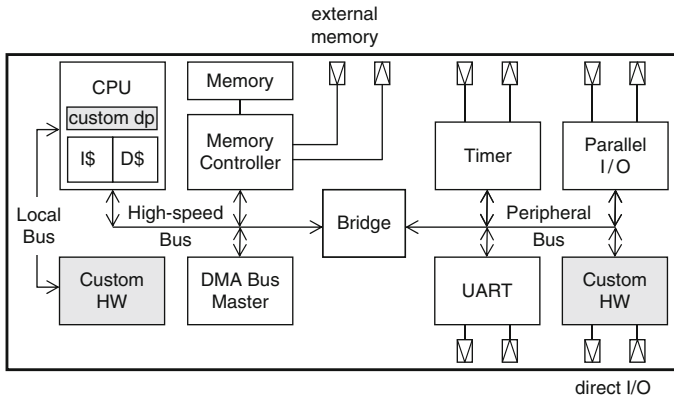 external
memory
CPU
custom dp
I$ D$
Memory
Memory
Controller
Timer
Parallel
I/O
Local
Bus
High-speed
Bus
Bridge
Peripheral
Bus
Custom
HW
DMA Bus
Master
UART
Custom
HW
direct I/O